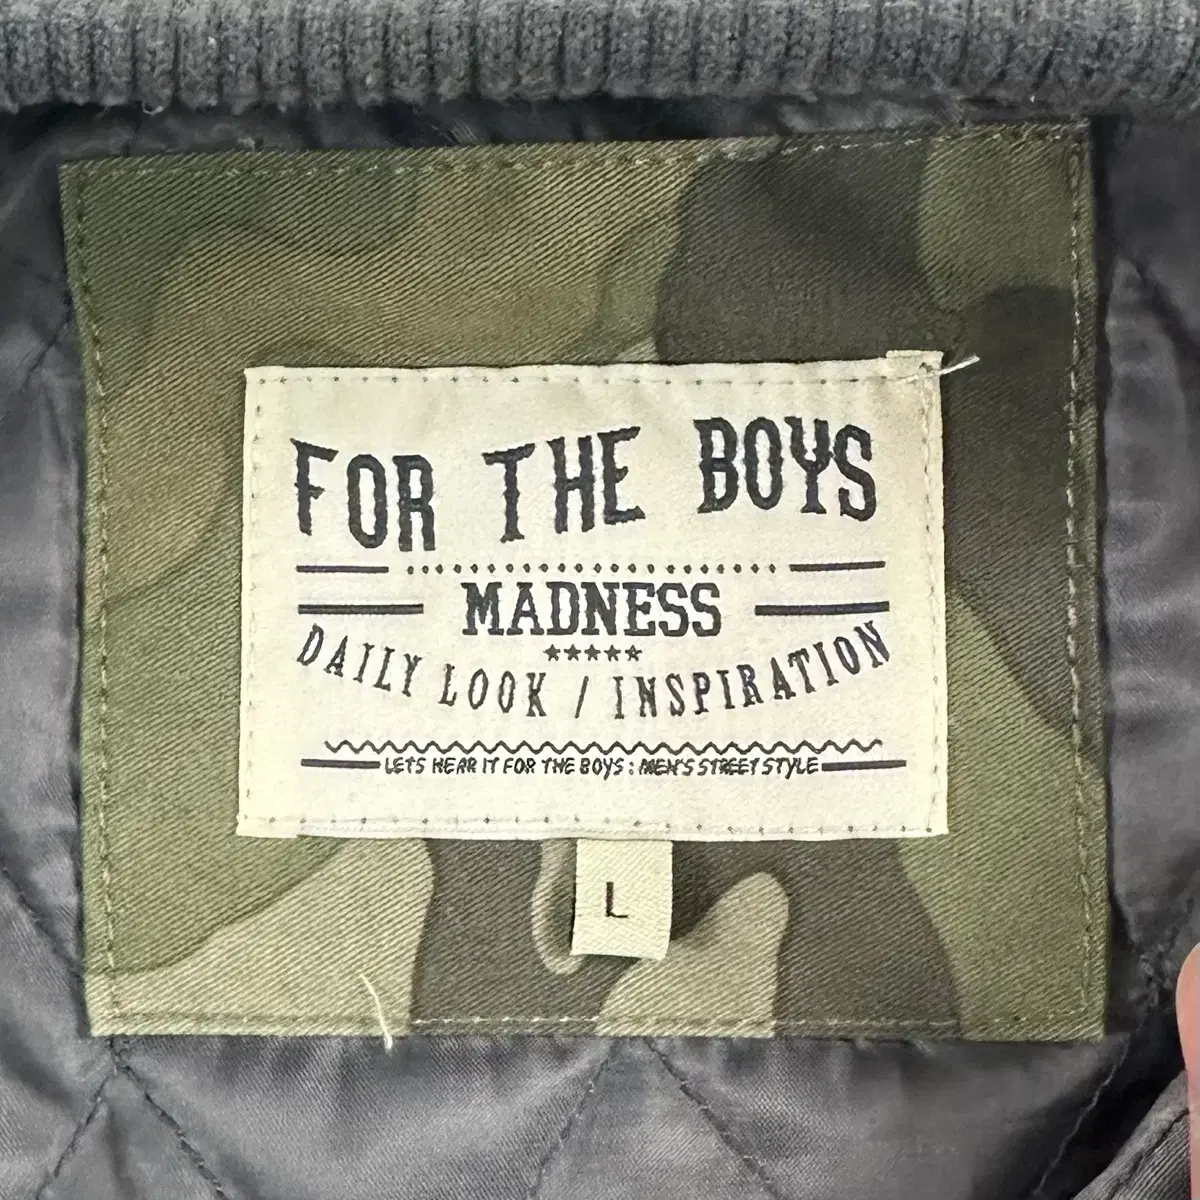 FOR THE BOYS
MADNESS
DAILY LOOK / INSPIRATION
LETS HEAR IT FOR THE BOYS : MEN'S STREET STYLE
L